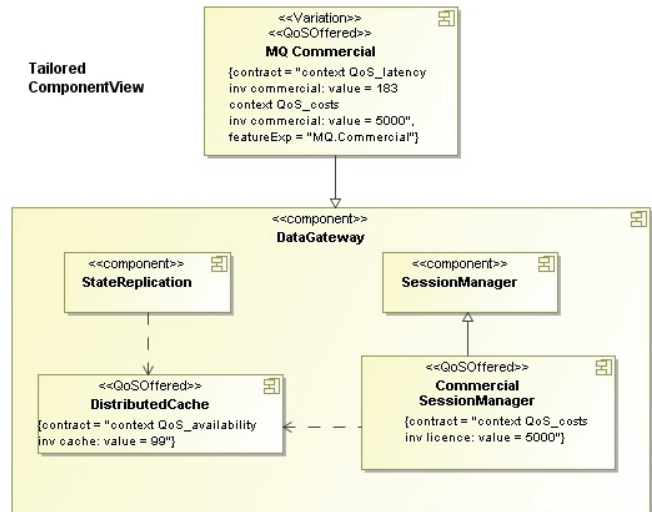 <<Variation>>
<<QoSOffered>>
MQ Commercial
{contract = "context QoS_latency
inv commercial: value = 183
context QoS_costs
inv commercial: value = 5000",
featureExp = "MQ.Commercial"}
Tailored
ComponentView
<<component>>
DataGateway
<<component>>
StateReplication
<<component>>
SessionManager
<<QoSOffered>>
DistributedCache
{contract = "context QoS_availability
inv cache: value = 99"}
<<QoSOffered>>
Commercial
SessionManager
{contract = "context QoS_costs
inv licence: value = 5000"}